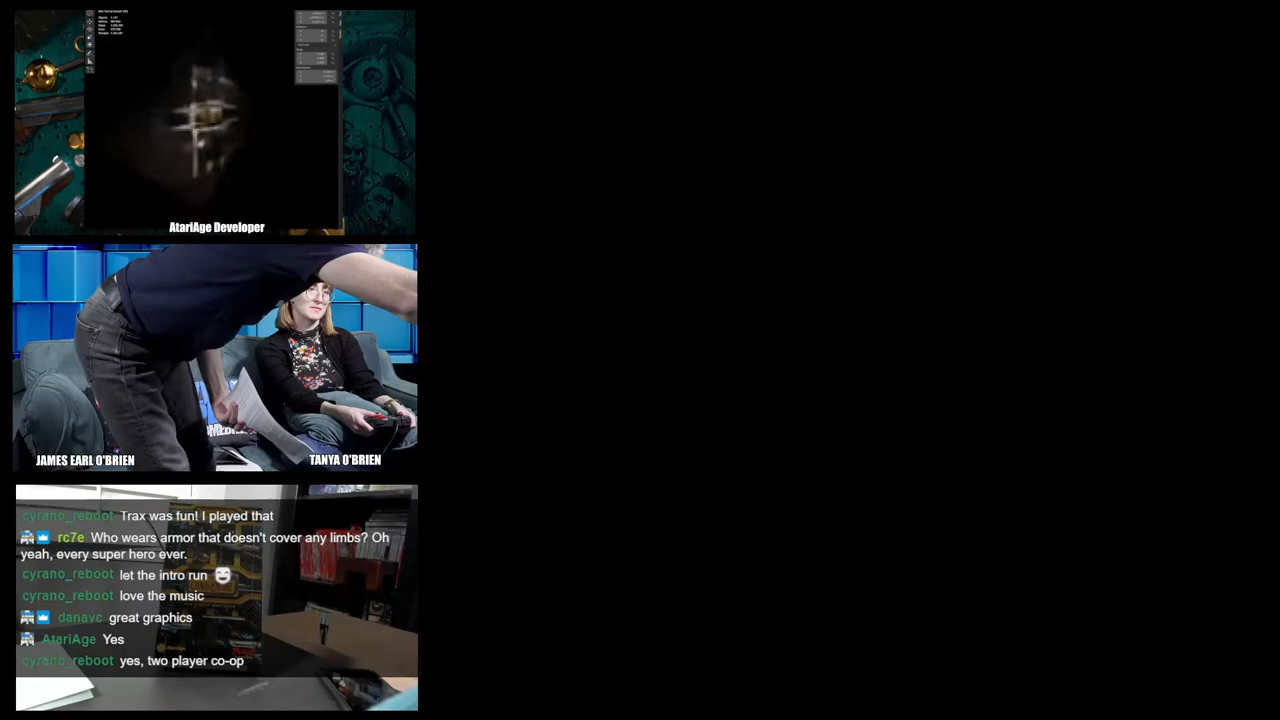 AtariAge Developer
JAMES EARL O'BRIEN
TANYA O'BRIEN
cyrano_reboot Trax was fun! I played that
rc7e Who wears armor that doesn't cover any limbs? Oh
yeah, every super hero ever.
cyrano_reboot let the intro run
cyrano_reboot love the music
danavc great graphics
AtariAge Yes
cyrano_reboot yes, two player co-op